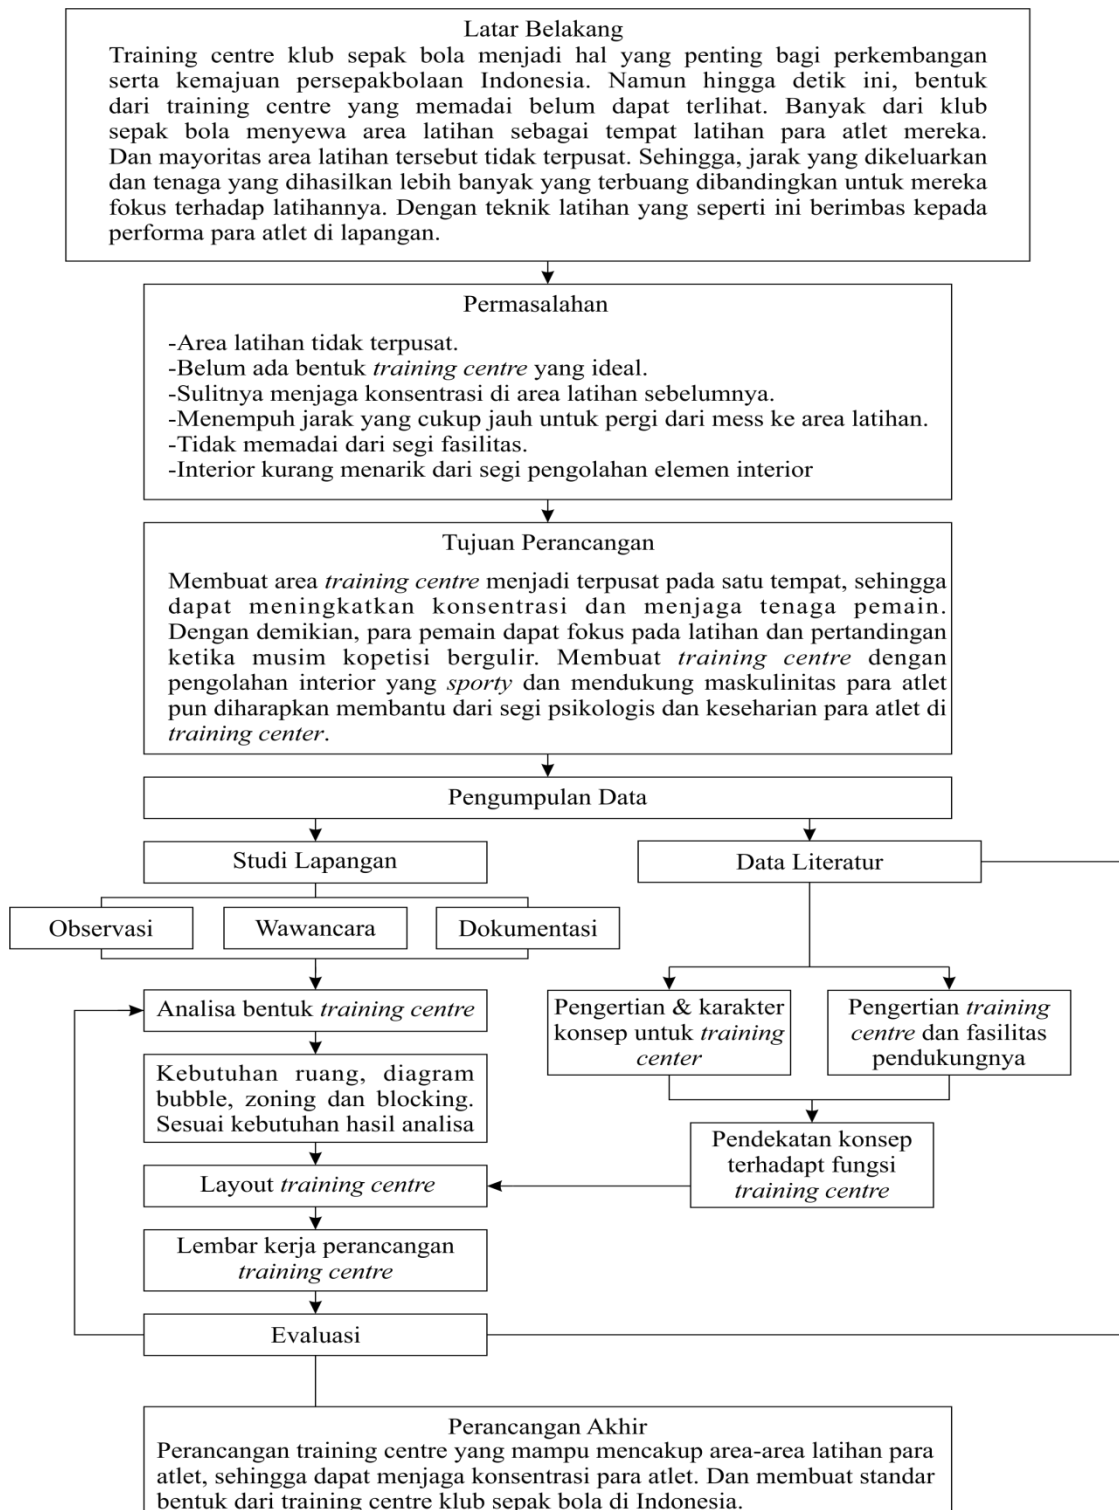 Latar Belakang
Training centre klub sepak bola menjadi hal yang penting bagi perkembangan
serta kemajuan persepakbolaan Indonesia. Namun hingga detik ini, bentuk
dari training centre yang memadai belum dapat terlihat. Banyak dari klub
sepak bola menyewa area latihan sebagai tempat latihan para atlet mereka.
Dan mayoritas area latihan tersebut tidak terpusat. Sehingga, jarak yang dikeluarkan
dan tenaga yang dihasilkan lebih banyak yang terbuang dibandingkan untuk mereka
fokus terhadap latihannya. Dengan teknik latihan yang seperti ini berimbas kepada
performa para atlet di lapangan.
Permasalahan
-Area latihan tidak terpusat.
-Belum ada bentuk training centre yang ideal.
-Sulitnya menjaga konsentrasi di area latihan sebelumnya.
-Menempuh jarak yang cukup jauh untuk pergi dari mess ke area latihan.
-Tidak memadai dari segi fasilitas.
-Interior kurang menarik dari segi pengolahan elemen interior
Tujuan Perancangan
Membuat area training centre menjadi terpusat pada satu tempat, sehingga
dapat meningkatkan konsentrasi dan menjaga tenaga pemain.
Dengan demikian, para pemain dapat fokus pada latihan dan pertandingan
ketika musim kopetisi bergulir. Membuat training centre dengan
pengolahan interior yang sporty dan mendukung maskulinitas para atlet
pun diharapkan membantu dari segi psikologis dan keseharian para atlet di
training center.
Pengumpulan Data
Studi Lapangan
Data Literatur
Observasi
Wawancara
Dokumentasi
Analisa bentuk training centre
Pengertian & karakter
konsep untuk training
center
Pengertian training
centre dan fasilitas
pendukungnya
Kebutuhan ruang, diagram
bubble, zoning dan blocking.
Sesuai kebutuhan hasil analisa
Pendekatan konsep
terhadapt fungsi
training centre
Layout training centre
Lembar kerja perancangan
training centre
Evaluasi
Perancangan Akhir
Perancangan training centre yang mampu mencakup area-area latihan para
atlet, sehingga dapat menjaga konsentrasi para atlet. Dan membuat standar
bentuk dari training centre klub sepak bola di Indonesia.